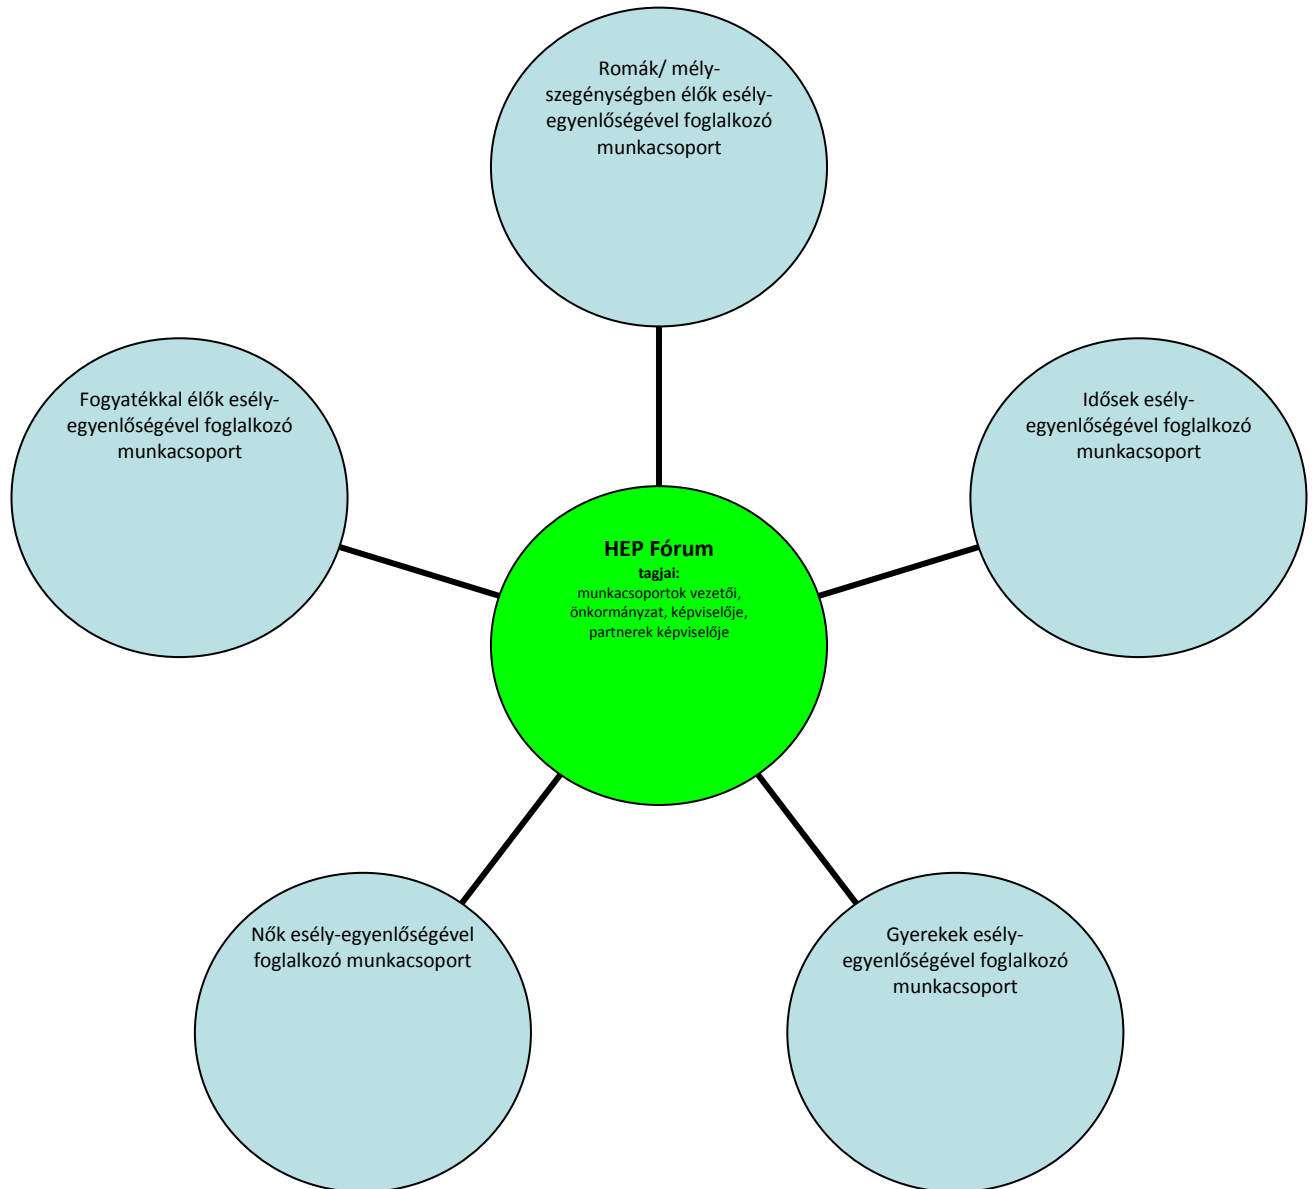 Romák/ mély-
szegénységben élők esély-
egyenlőségével foglalkozó
munkacsoport
Fogyatékkal élők esély-
egyenlőségével foglalkozó
munkacsoport
Idősek esély-
egyenlőségével foglalkozó
munkacsoport
HEP Fórum
tagjai:
munkacsoportok vezetői,
önkormányzat, képviselője,
partnerek képviselője
Nők esély-egyenlőségével
foglalkozó munkacsoport
Gyerekek esély-
egyenlőségével foglalkozó
munkacsoport